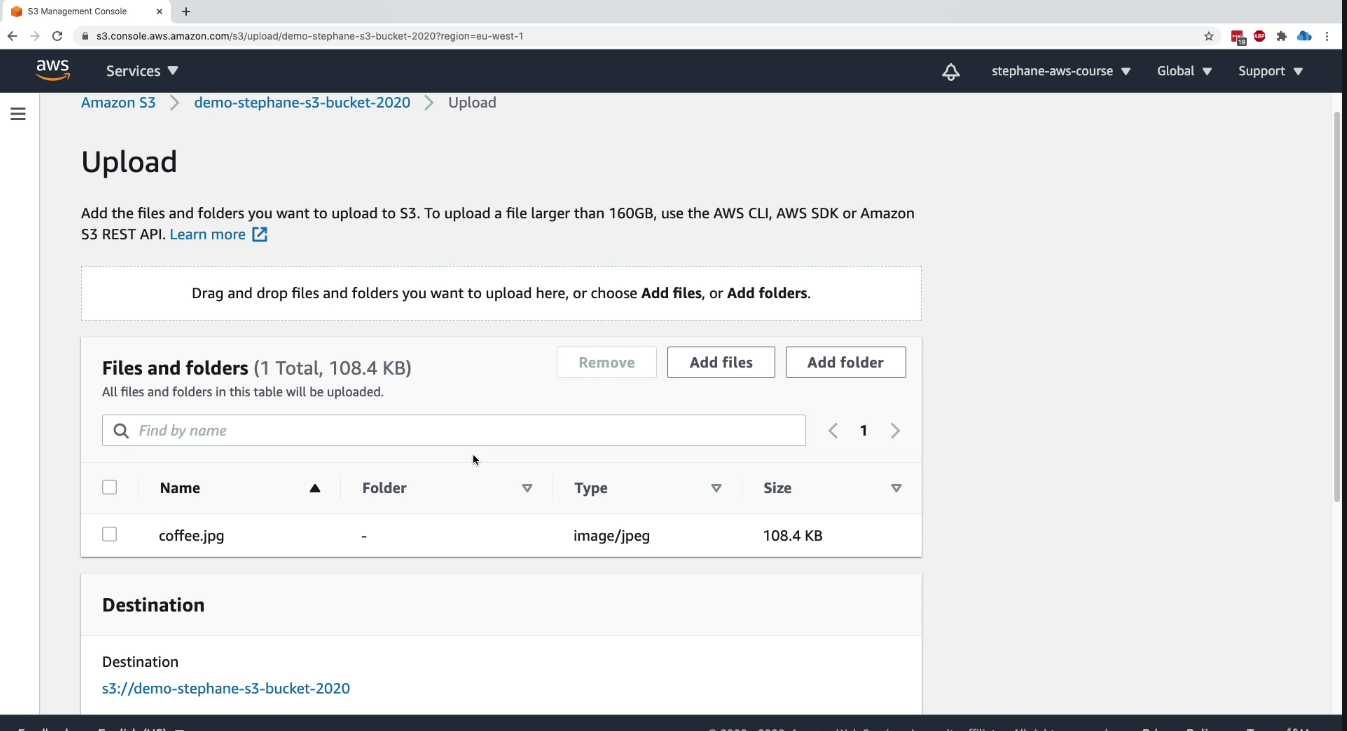 S3 Management Console
s3.console.aws.amazon.com/s3/upload/demo-stephane-s3-bucket-2020?region=eu-west-1
19
ABP
aws Services stephane-aws-course Global Support
Amazon S3 demo-stephane-s3-bucket-2020 Upload
Upload
Add the files and folders you want to upload to S3. To upload a file larger than 160GB, use the AWS CLI, AWS SDK or Amazon
S3 REST API. Learn more
Drag and drop files and folders you want to upload here, or choose Add files, or Add folders.
Files and folders (1 Total, 108.4 KB) Remove Add files Add folder
All files and folders in this table will be uploaded.
Find by name 1
Name Folder Type Size
coffee.jpg - image/jpeg 108.4 KB
Destination
Destination
s3://demo-stephane-s3-bucket-2020